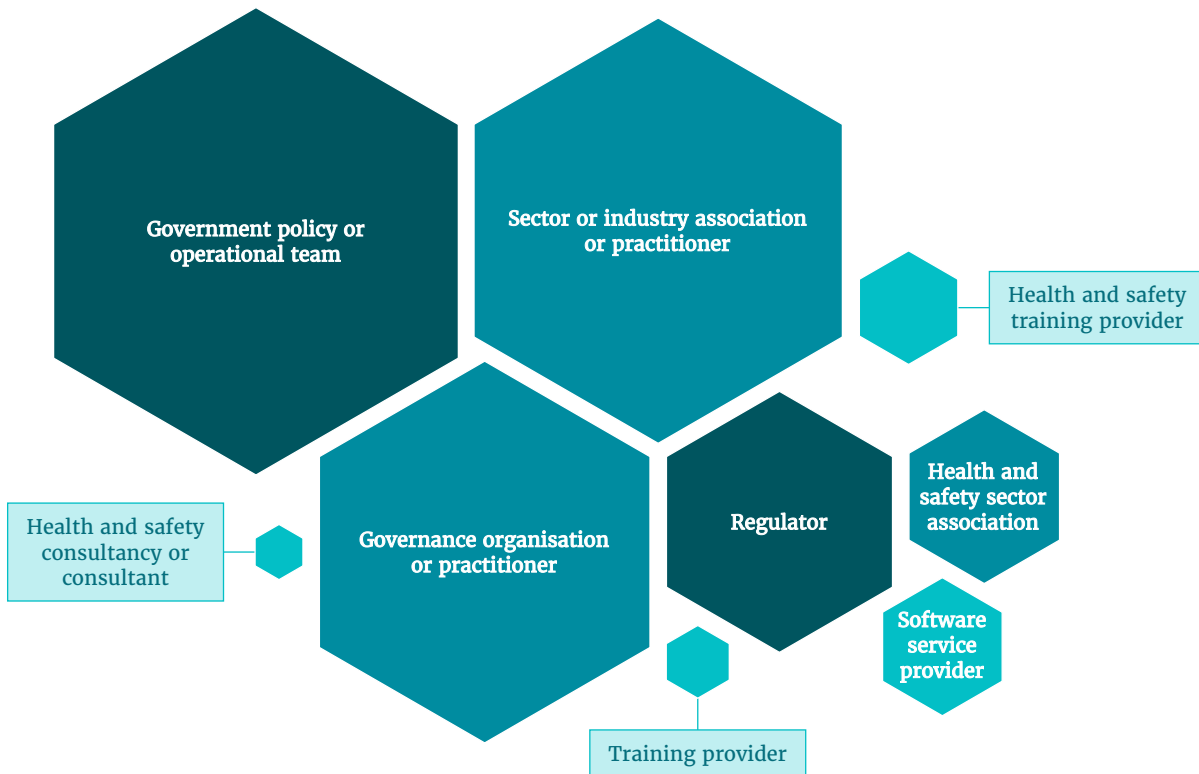 Government policy or
operational team
Sector or industry association
or practitioner
Health and safety
training provider
Health and safety
consultancy or
consultant
Governance organisation
or practitioner
Regulator
Health and
safety sector
association
Software
service
provider
Training provider